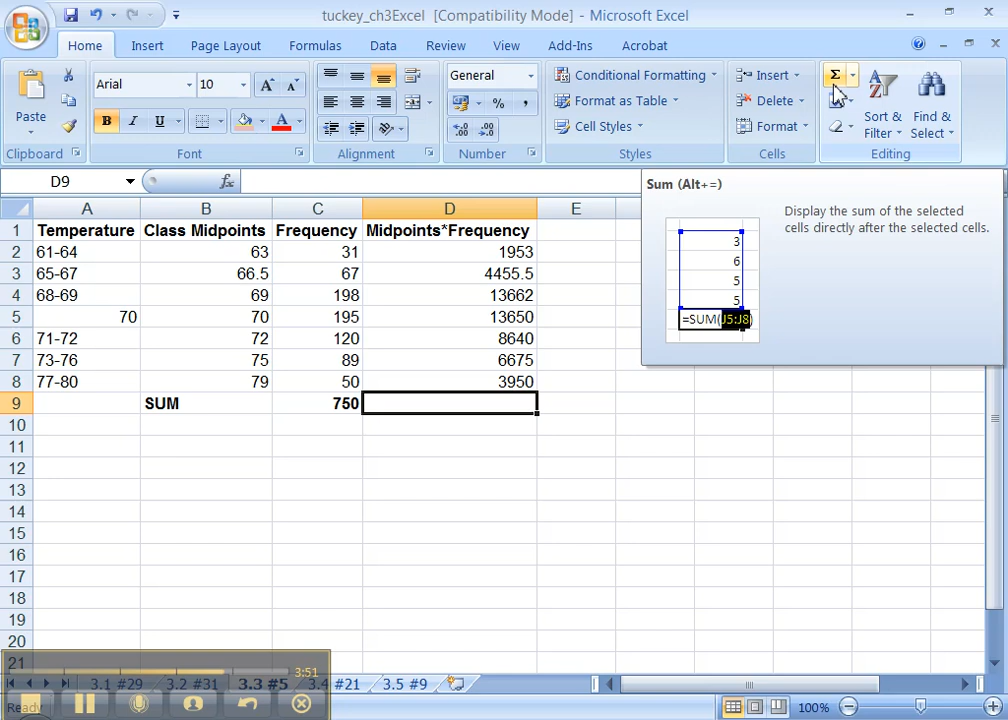 tuckey_ch3Excel [Compatibility Mode] - Microsoft Excel
Home Insert Page Layout Formulas Data Review View Add-Ins Acrobat
Paste
Arial 10
B I U A
General
% ,
Conditional Formatting
Format as Table
Cell Styles
Insert
Delete
Format
Σ
Sort & Filter
Find & Select
Clipboard Font Alignment Number Styles Cells Editing
D9 fx
Sum (Alt+=)
Display the sum of the selected
cells directly after the selected cells.
3
6
5
5
=SUM(J5:J8)
A B C D E
1 Temperature Class Midpoints Frequency Midpoints*Frequency
2 61-64 63 31 1953
3 65-67 66.5 67 4455.5
4 68-69 69 198 13662
5 70 70 195 13650
6 71-72 72 120 8640
7 73-76 75 89 6675
8 77-80 79 50 3950
9 SUM 750
10
11
12
13
14
15
16
17
18
19
20
21
3:51
3.1 #29 3.2 #31 3.3 #5 3.4 #21 3.5 #9
Ready 100%